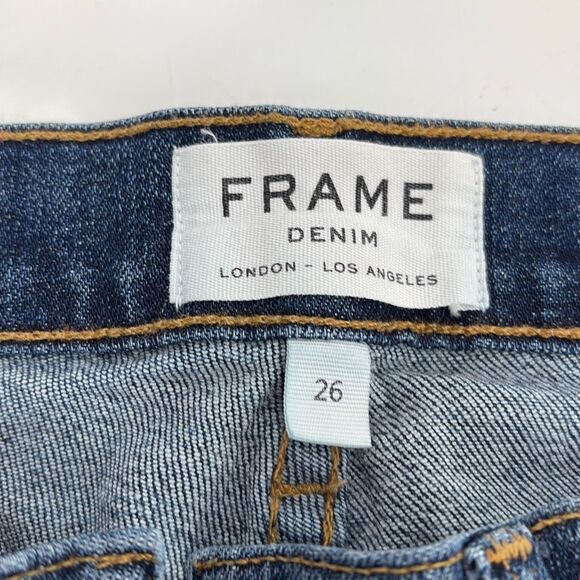 FRAME
DENIM
LONDON - LOS ANGELES
26